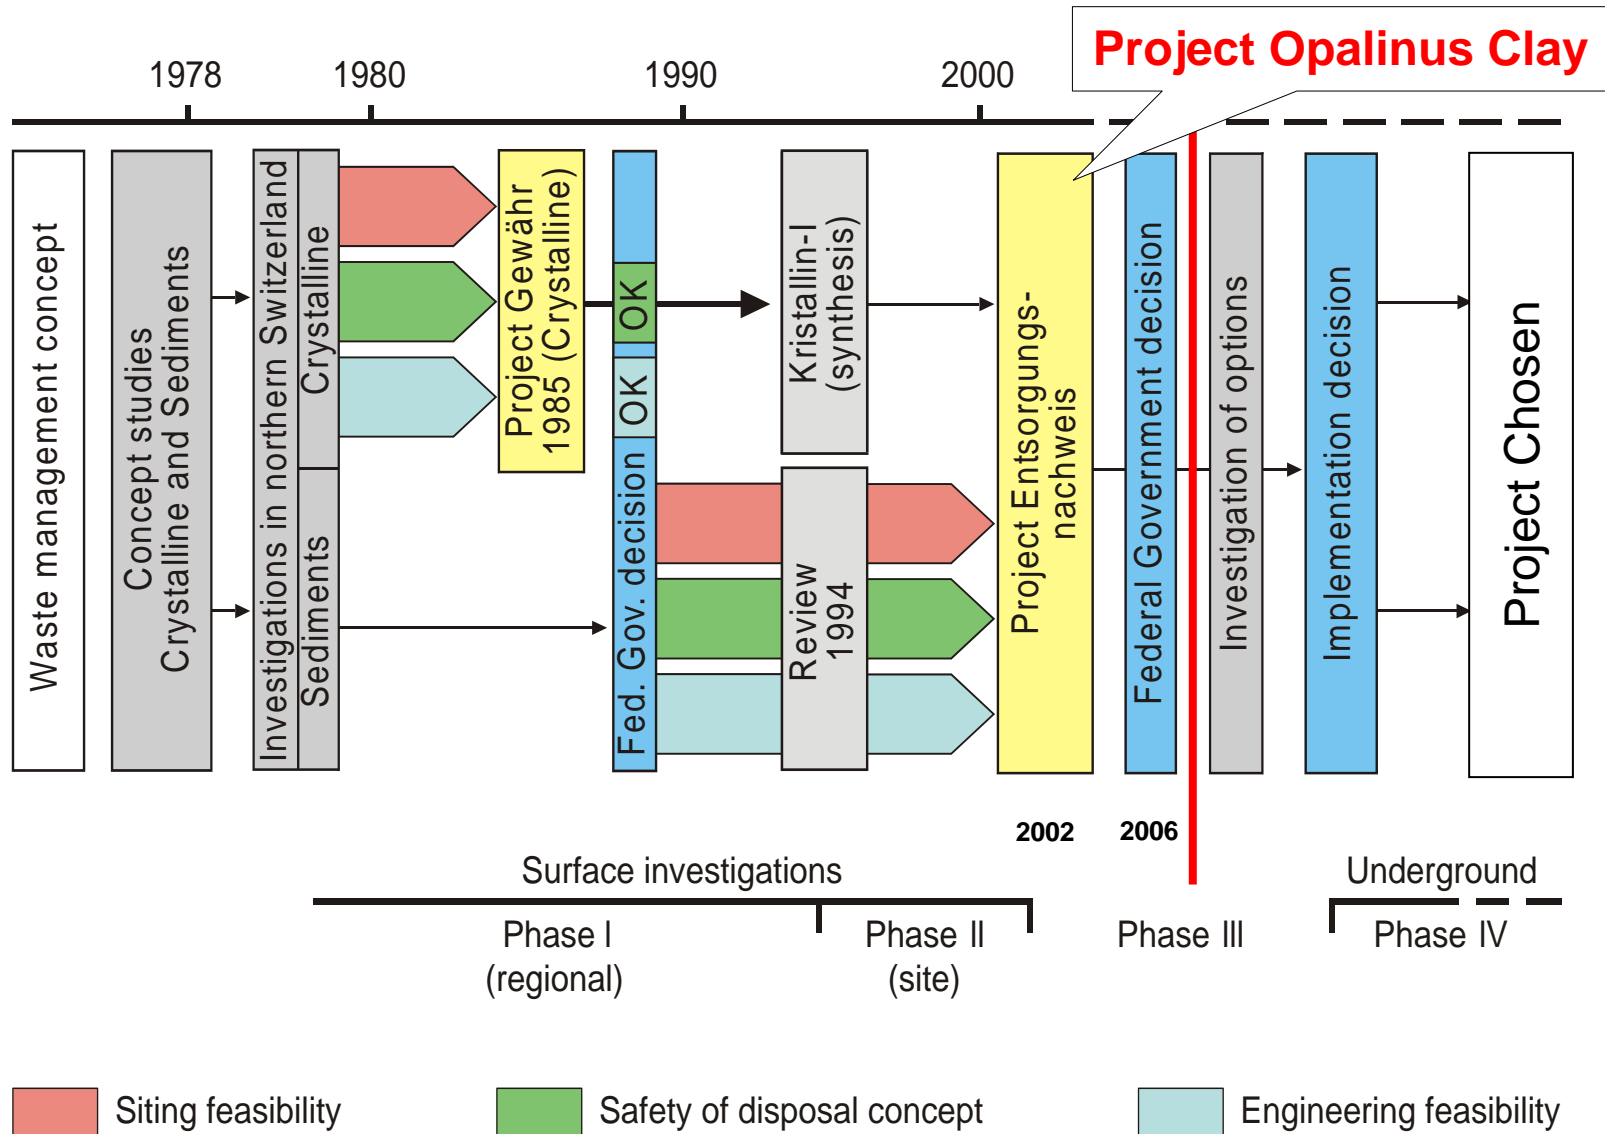 Project Opalinus Clay
1978
1980
1990
2000
Waste management concept
Concept studies
Crystalline and Sediments
Investigations in northern Switzerland
Crystalline
Sediments
Project Gewähr
1985 (Crystalline)
OK
OK
Fed. Gov. decision
Kristallin-I
(synthesis)
Review
1994
Project Entsorgungs-
nachweis
Federal Government decision
Investigation of options
Implementation decision
Project Chosen
2002
2006
Surface investigations
Underground
Phase I
(regional)
Phase II
(site)
Phase III
Phase IV
Siting feasibility
Safety of disposal concept
Engineering feasibility